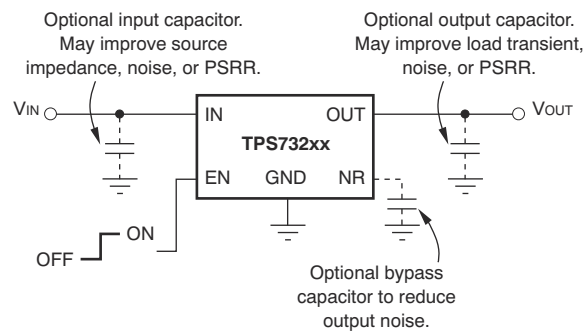 Optional input capacitor.
May improve source
impedance, noise, or PSRR.
Optional output capacitor.
May improve load transient,
noise, or PSRR.
VIN
IN
OUT
VOUT
TPS732xx
EN
GND
NR
ON
OFF
Optional bypass
capacitor to reduce
output noise.